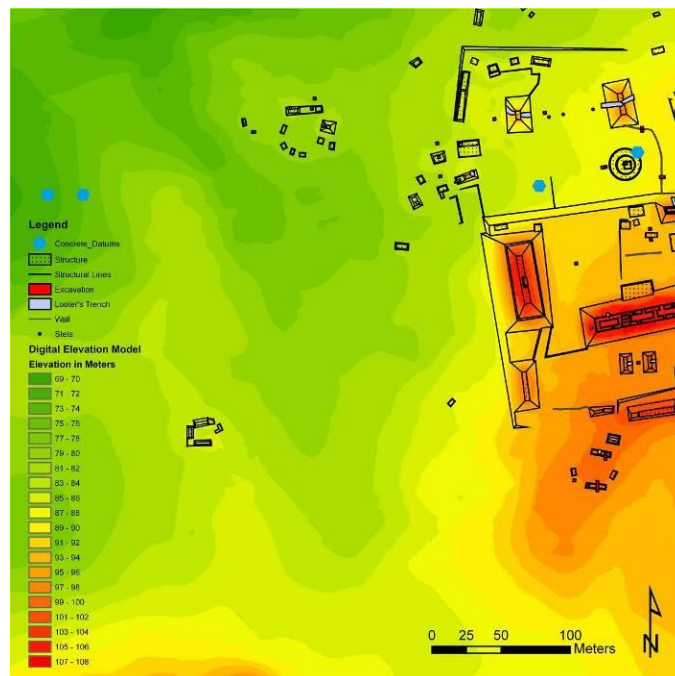 Legend
Concrete_Datums
Structure
Structural Lines
Excavation
Looter's Trench
Wall
Stela
Digital Elevation Model
Elevation in Meters
69 - 70
71 - 72
73 - 74
75 - 76
77 - 78
79 - 80
81 - 82
83 - 84
85 - 86
87 - 88
89 - 90
91 - 92
93 - 94
95 - 96
97 - 98
99 - 100
101 - 102
103 - 104
105 - 106
107 - 108
0 25 50 100
Meters
N